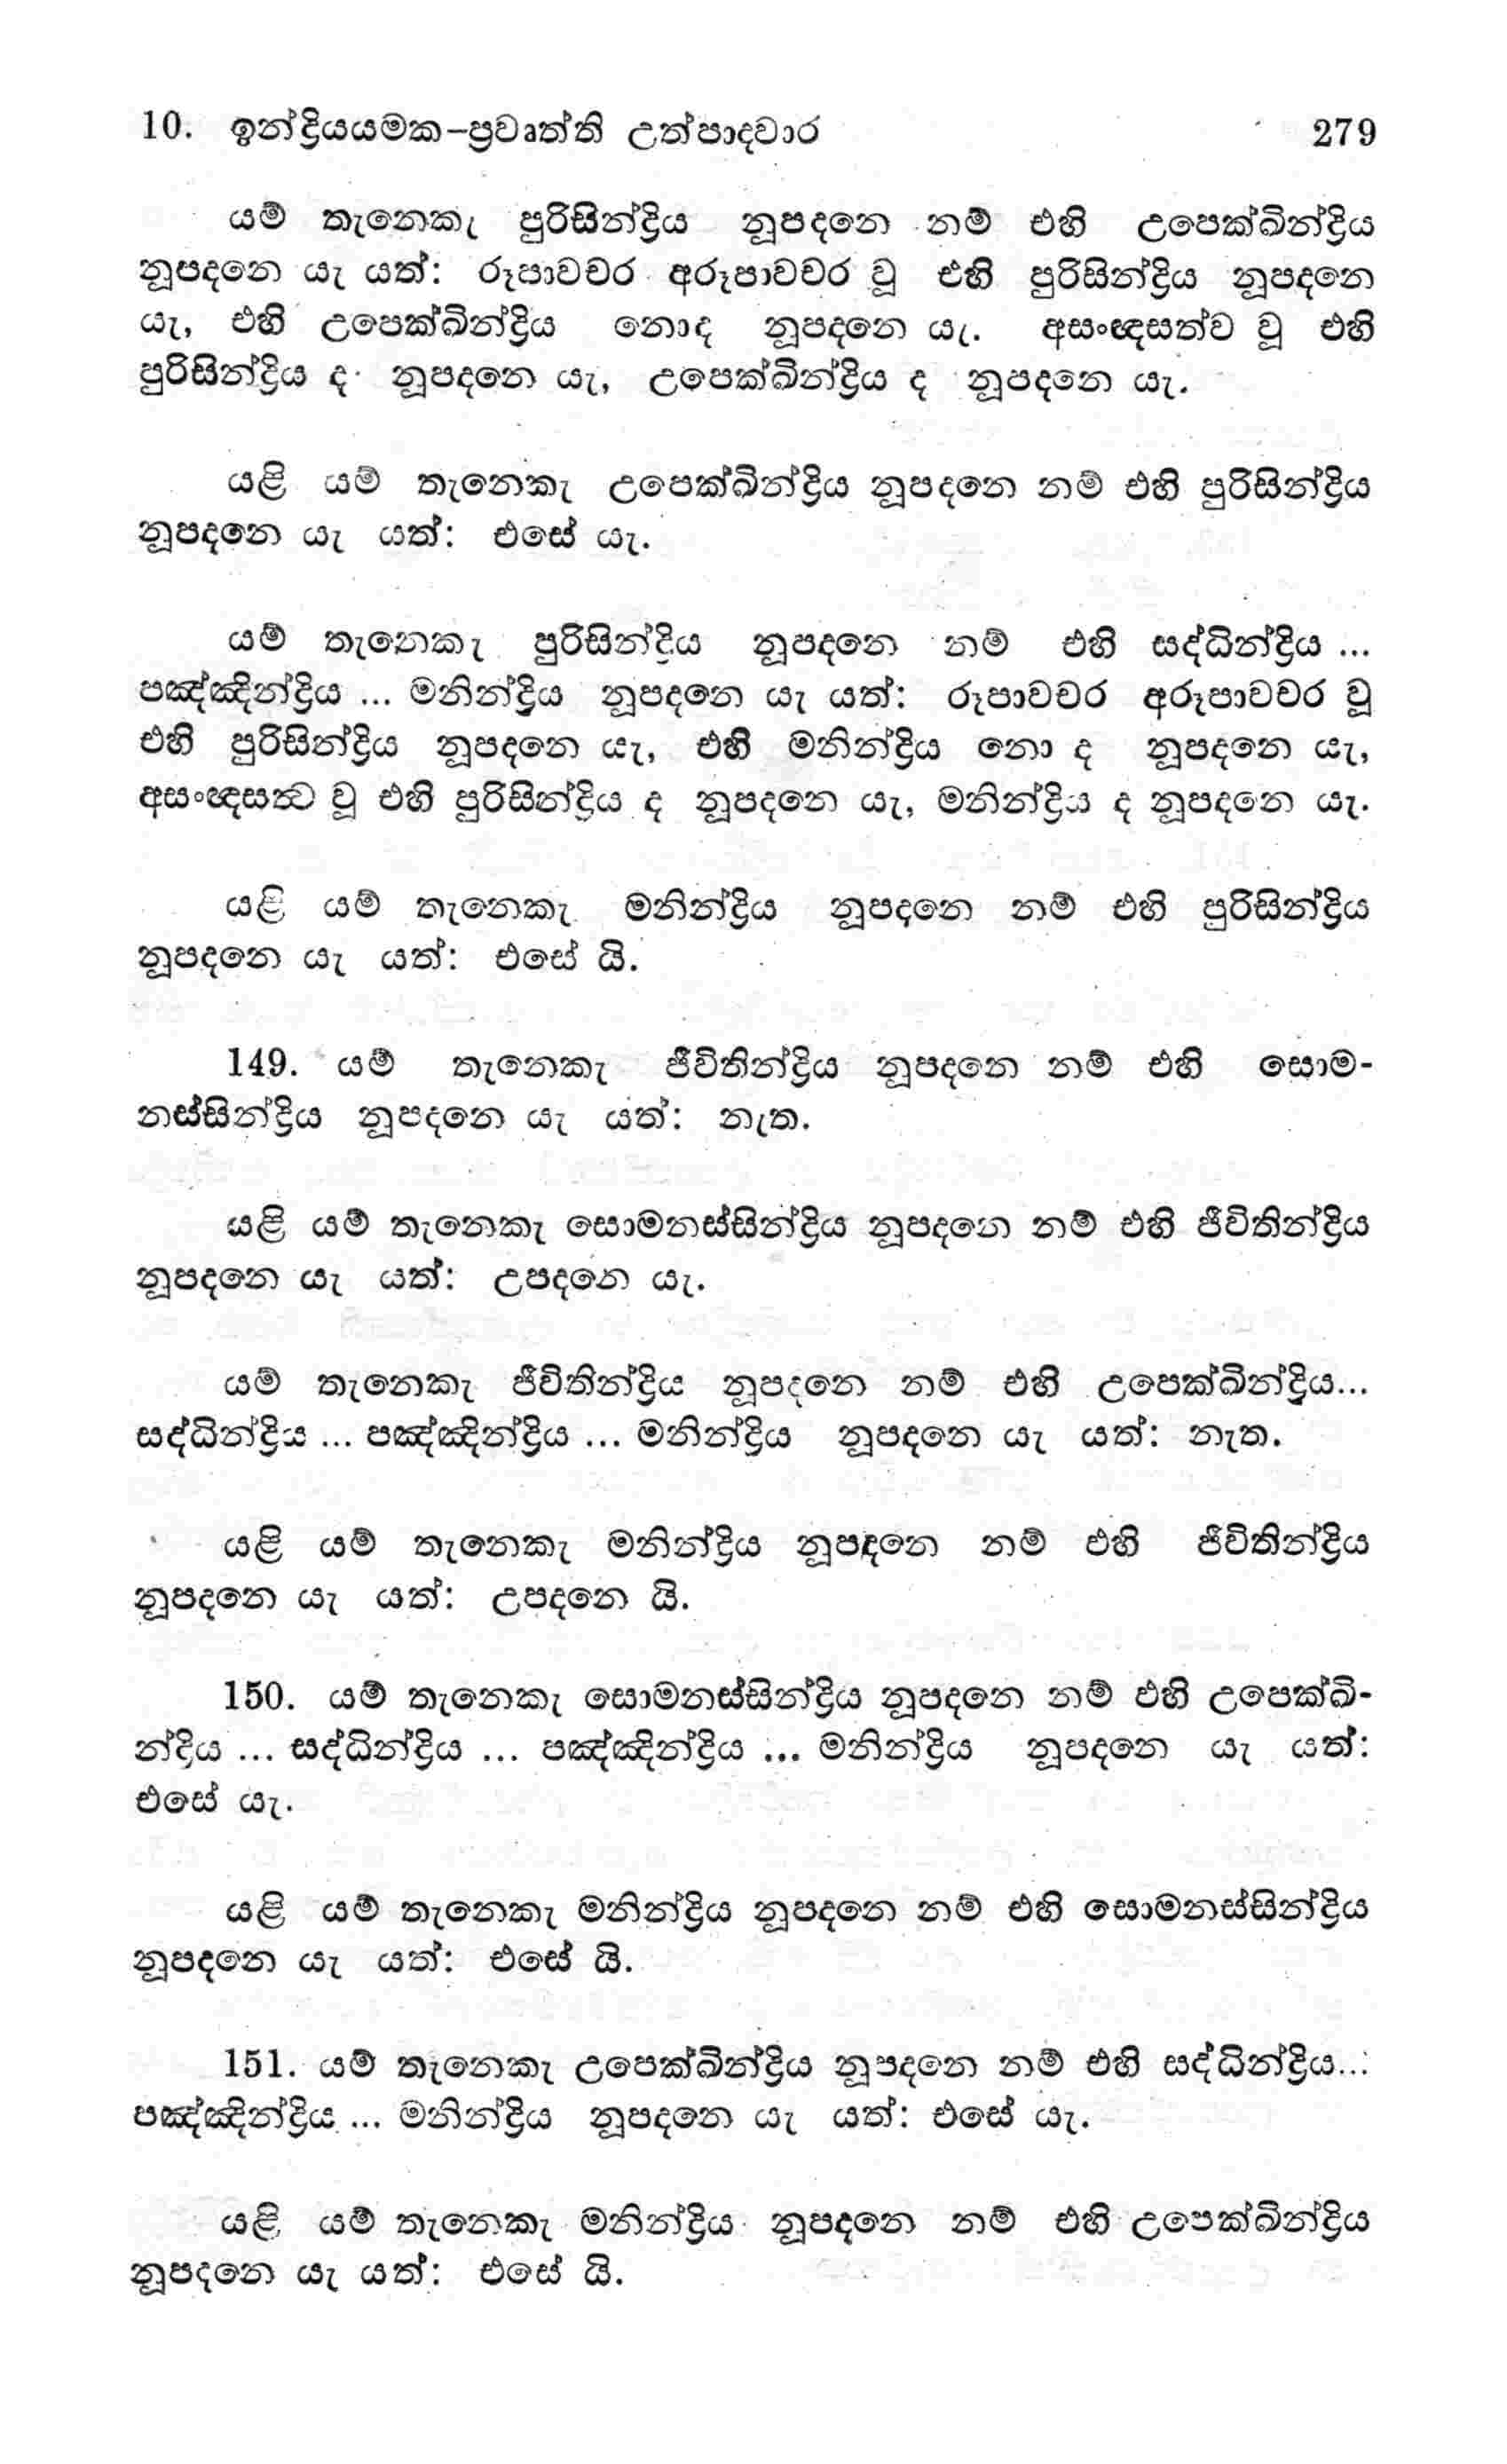 10. ඉන්ද්‍රියයමක-ප්‍රවෘත්ති උත්පාදවාර 279
යම් තැනෙකැ පුරිසින්ද්‍රිය නූපදනෙ නම් එහි උපෙක්ඛින්ද්‍රිය
නූපදනෙ යැ යත්: රූපාවචර අරූපාවචර වූ එහි පුරිසින්ද්‍රිය නූපදනෙ
යැ, එහි උපෙක්ඛින්ද්‍රිය නොද නූපදනෙ යැ. අසංඥසත්ව වූ එහි
පුරිසින්ද්‍රිය ද නූපදනෙ යැ, උපෙක්ඛින්ද්‍රිය ද නූපදනෙ යැ.
යළි යම් තැනෙකැ උපෙක්ඛින්ද්‍රිය නූපදනෙ නම් එහි පුරිසින්ද්‍රිය
නූපදනෙ යැ යත්: එසේ යැ.
යම් තැනෙකැ පුරිසින්ද්‍රිය නූපදනෙ නම් එහි සද්ධින්ද්‍රිය ...
පඤ්ඤින්ද්‍රිය ... මනින්ද්‍රිය නූපදනෙ යැ යත්: රූපාවචර අරූපාවචර වූ
එහි පුරිසින්ද්‍රිය නූපදනෙ යැ, එහි මනින්ද්‍රිය නො ද නූපදනෙ යැ,
අසංඥසත්‍ව වූ එහි පුරිසින්ද්‍රිය ද නූපදනෙ යැ, මනින්ද්‍රිය ද නූපදනෙ යැ.
යළි යම් තැනෙකැ මනින්ද්‍රිය නූපදනෙ නම් එහි පුරිසින්ද්‍රිය
නූපදනෙ යැ යත්: එසේ යි.
149. යම් තැනෙකැ ජීවිතින්ද්‍රිය නූපදනෙ නම් එහි සොම-
නස්සින්ද්‍රිය නූපදනෙ යැ යත්: නැත.
යළි යම් තැනෙකැ සොමනස්සින්ද්‍රිය නූපදනෙ නම් එහි ජීවිතින්ද්‍රිය
නූපදනෙ යැ යත්: උපදනෙ යැ.
යම් තැනෙකැ ජීවිතින්ද්‍රිය නූපදනෙ නම් එහි උපෙක්ඛින්ද්‍රිය...
සද්ධින්ද්‍රිය ... පඤ්ඤින්ද්‍රිය ... මනින්ද්‍රිය නූපදනෙ යැ යත්: නැත.
යළි යම් තැනෙකැ මනින්ද්‍රිය නූපදනෙ නම් එහි ජීවිතින්ද්‍රිය
නූපදනෙ යැ යත්: උපදනෙ යි.
150. යම් තැනෙකැ සොමනස්සින්ද්‍රිය නූපදනෙ නම් එහි උපෙක්ඛි-
න්ද්‍රිය ... සද්ධින්ද්‍රිය ... පඤ්ඤින්ද්‍රිය ... මනින්ද්‍රිය නූපදනෙ යැ යත්:
එසේ යැ.
යළි යම් තැනෙකැ මනින්ද්‍රිය නූපදනෙ නම් එහි සොමනස්සින්ද්‍රිය
නූපදනෙ යැ යත්: එසේ යි.
151. යම් තැනෙකැ උපෙක්ඛින්ද්‍රිය නූපදනෙ නම් එහි සද්ධින්ද්‍රිය...
පඤ්ඤින්ද්‍රිය ... මනින්ද්‍රිය නූපදනෙ යැ යත්: එසේ යැ.
යළි යම් තැනෙකැ මනින්ද්‍රිය නූපදනෙ නම් එහි උපෙක්ඛින්ද්‍රිය
නූපදනෙ යැ යත්: එසේ යි.